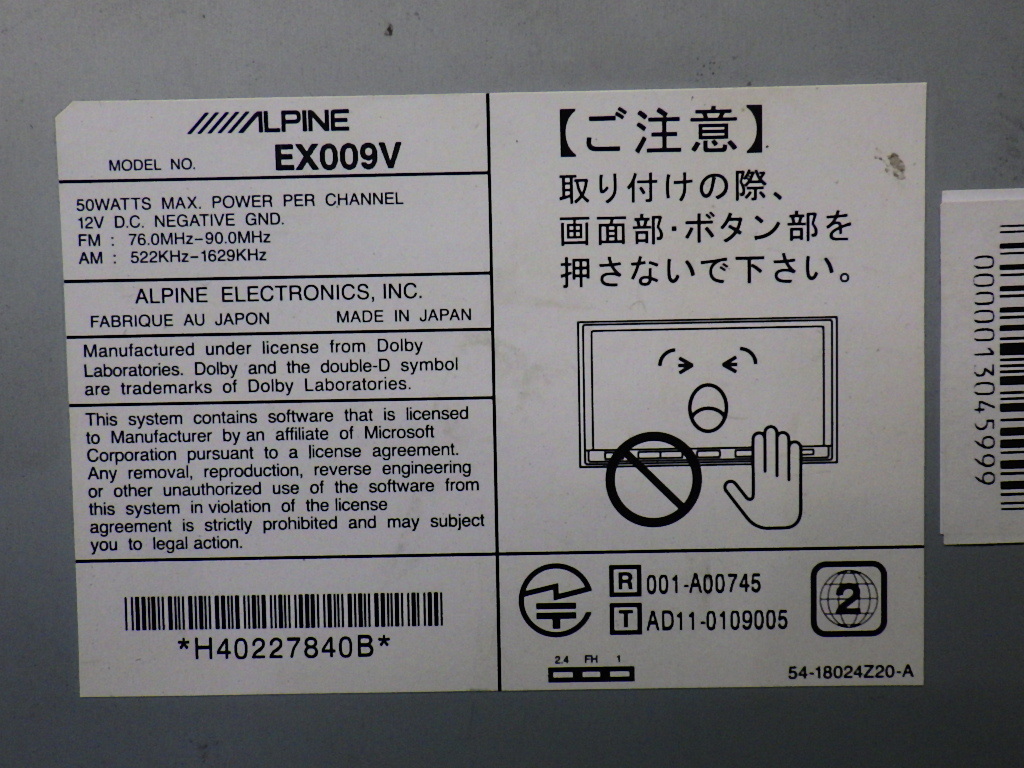 ALPINE
MODEL NO. EX009V
50WATTS MAX. POWER PER CHANNEL
12V D.C. NEGATIVE GND.
FM : 76.0MHz-90.0MHz
AM : 522KHz-1629KHz
ALPINE ELECTRONICS, INC.
FABRIQUE AU JAPON MADE IN JAPAN
Manufactured under license from Dolby
Laboratories. Dolby and the double-D symbol
are trademarks of Dolby Laboratories.
This system contains software that is licensed
to Manufacturer by an affiliate of Microsoft
Corporation pursuant to a license agreement.
Any removal, reproduction, reverse engineering
or other unauthorized use of the software from
this system in violation of the license
agreement is strictly prohibited and may subject
you to legal action.
*H40227840B*
【ご注意】
取り付けの際、
画面部・ボタン部を
押さないで下さい。
R 001-A00745
T AD11-0109005
2
2.4 FH 1
54-18024Z20-A
0000013045999